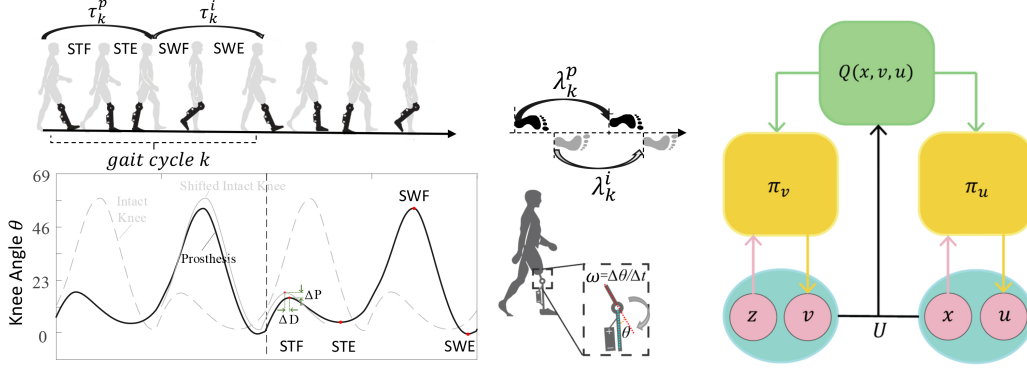 τ_k^p τ_k^i
STF STE SWF SWE
gait cycle k
69
46
23
0
Knee Angle θ
Intact
Knee
Shifted Intact Knee
Prosthesis
SWF
ΔP
ΔD
STF STE SWE
λ_k^p
λ_k^i
ω=Δθ/Δt
θ
Q(x, v, u)
π_v π_u
z v U x u